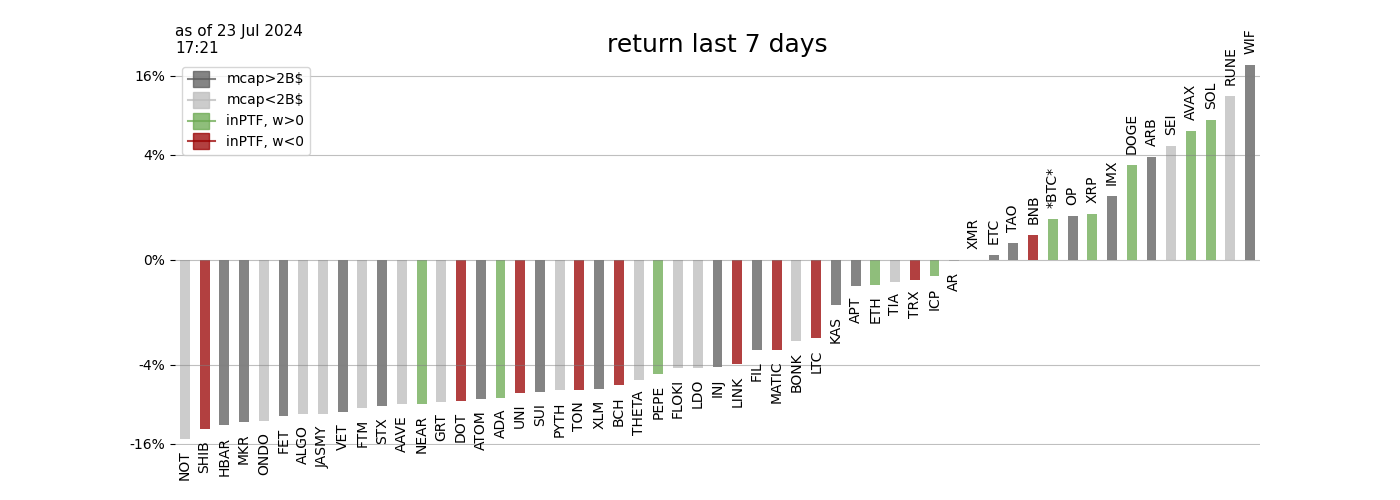 as of 23 Jul 2024
17:21
return last 7 days
mcap>2B$
mcap<2B$
inPTF, w>0
inPTF, w<0
16%
4%
0%
-4%
-16%
NOT
SHIB
HBAR
MKR
ONDO
FET
ALGO
JASMY
VET
FTM
STX
AAVE
NEAR
GRT
DOT
ATOM
ADA
UNI
SUI
PYTH
TON
XLM
BCH
THETA
PEPE
FLOKI
LDO
INJ
LINK
FIL
MATIC
BONK
LTC
KAS
APT
ETH
TIA
TRX
ICP
AR
XMR
ETC
TAO
BNB
*BTC*
OP
XRP
IMX
DOGE
ARB
SEI
AVAX
SOL
RUNE
WIF